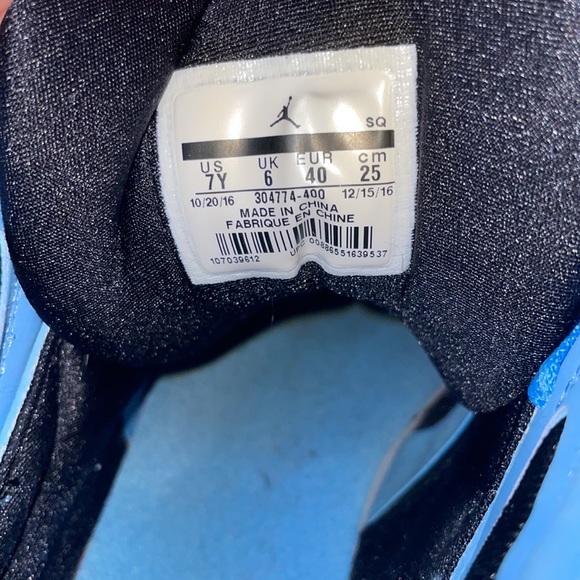 SQ
US UK EUR cm
7Y 6 40 25
10/20/16 304774-400 12/15/16
MADE IN CHINA
FABRIQUE EN CHINE
107039612 00886551639537